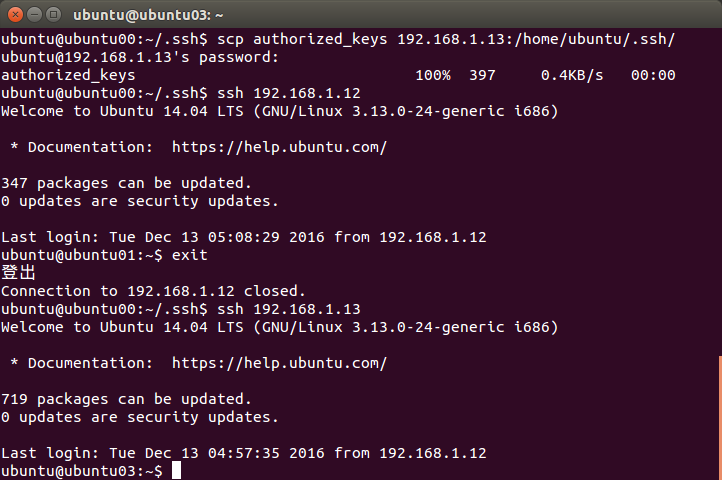 ubuntu@ubuntu03: ~
ubuntu@ubuntu00:~/.ssh$ scp authorized_keys 192.168.1.13:/home/ubuntu/.ssh/
ubuntu@192.168.1.13's password:
authorized_keys                               100%  397     0.4KB/s   00:00
ubuntu@ubuntu00:~/.ssh$ ssh 192.168.1.12
Welcome to Ubuntu 14.04 LTS (GNU/Linux 3.13.0-24-generic i686)
 * Documentation:  https://help.ubuntu.com/
347 packages can be updated.
0 updates are security updates.
Last login: Tue Dec 13 05:08:29 2016 from 192.168.1.12
ubuntu@ubuntu01:~$ exit
登出
Connection to 192.168.1.12 closed.
ubuntu@ubuntu00:~/.ssh$ ssh 192.168.1.13
Welcome to Ubuntu 14.04 LTS (GNU/Linux 3.13.0-24-generic i686)
 * Documentation:  https://help.ubuntu.com/
719 packages can be updated.
0 updates are security updates.
Last login: Tue Dec 13 04:57:35 2016 from 192.168.1.12
ubuntu@ubuntu03:~$